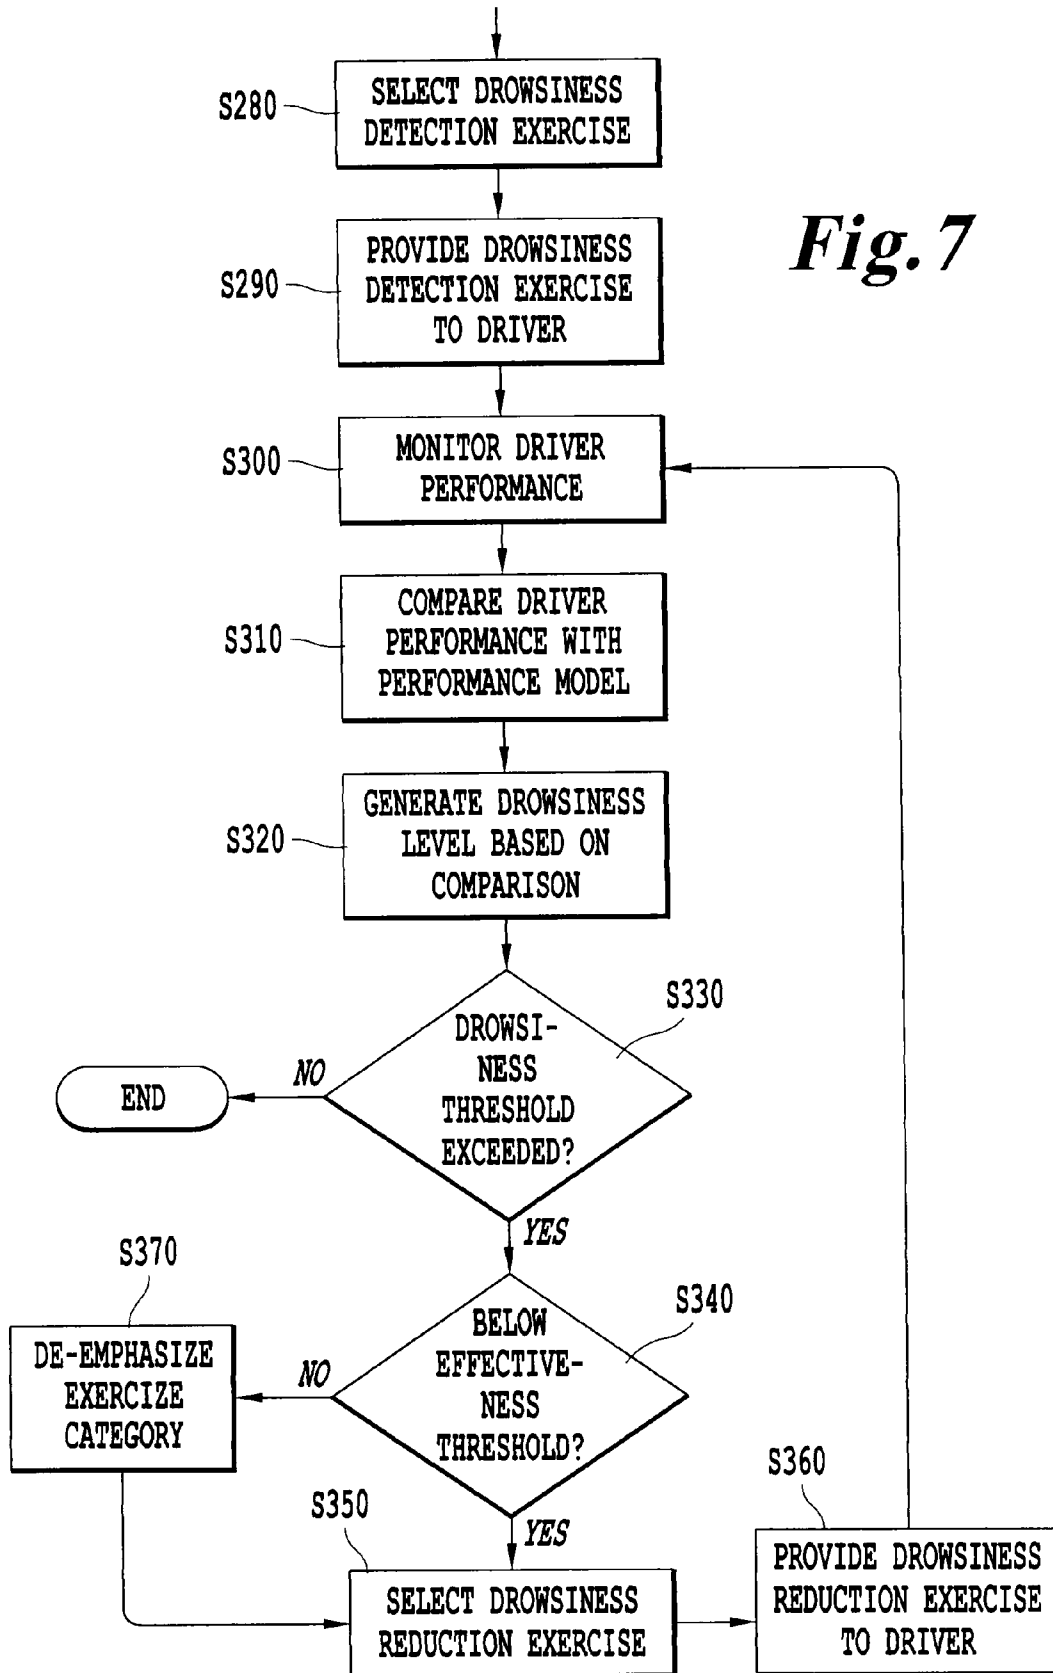 S280
SELECT DROWSINESS
DETECTION EXERCISE
Fig. 7
S290
PROVIDE DROWSINESS
DETECTION EXERCISE
TO DRIVER
S300
MONITOR DRIVER
PERFORMANCE
S310
COMPARE DRIVER
PERFORMANCE WITH
PERFORMANCE MODEL
S320
GENERATE DROWSINESS
LEVEL BASED ON
COMPARISON
S330
DROWSI-
NESS
THRESHOLD
EXCEEDED?
NO
END
YES
S340
BELOW
EFFECTIVE-
NESS
THRESHOLD?
NO
S370
DE-EMPHASIZE
EXERCIZE
CATEGORY
YES
S350
SELECT DROWSINESS
REDUCTION EXERCISE
S360
PROVIDE DROWSINESS
REDUCTION EXERCISE
TO DRIVER